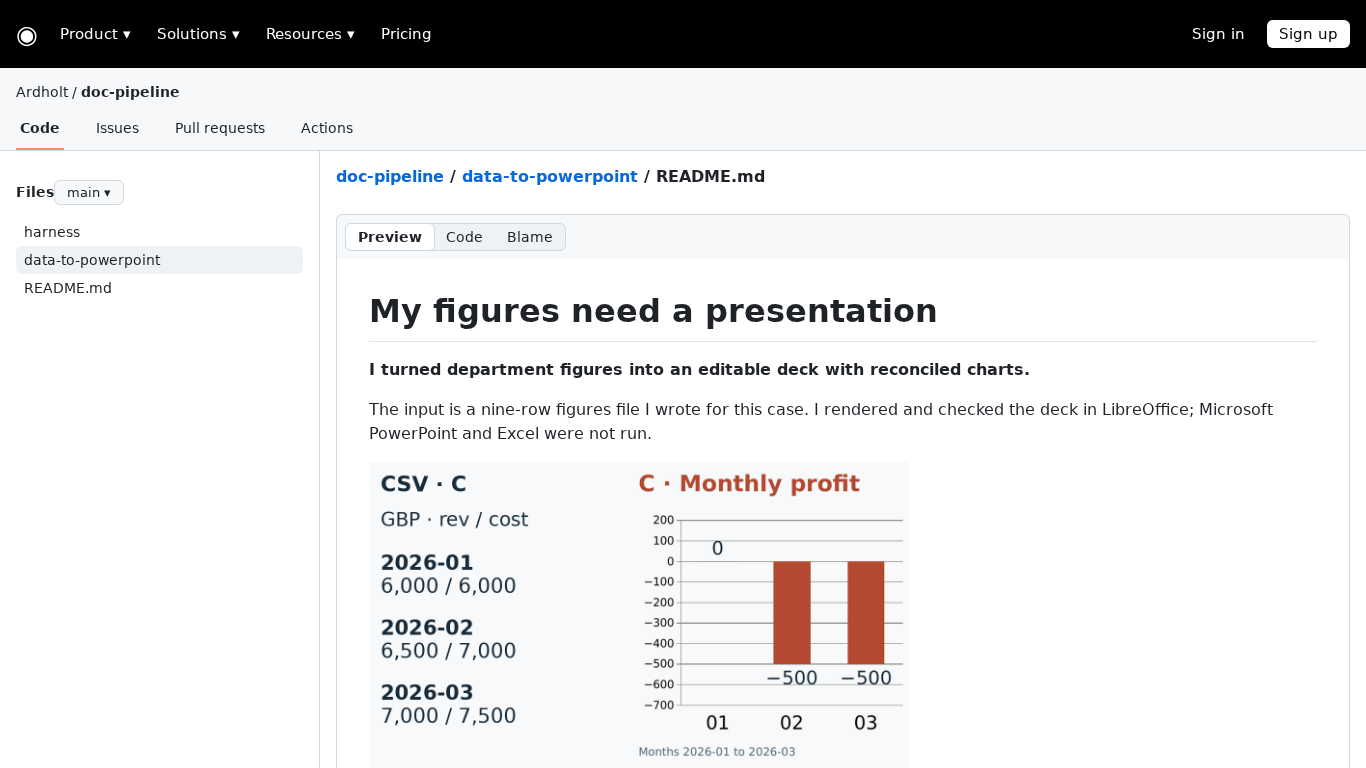 ◉ Product ▾ Solutions ▾ Resources ▾ Pricing Sign in Sign up
Ardholt / doc-pipeline
Code Issues Pull requests Actions
Files main ▾
harness
data-to-powerpoint
README.md
doc-pipeline / data-to-powerpoint / README.md
Preview Code Blame
My figures need a presentation
I turned department figures into an editable deck with reconciled charts.
The input is a nine-row figures file I wrote for this case. I rendered and checked the deck in LibreOffice; Microsoft
PowerPoint and Excel were not run.
CSV · C
GBP · rev / cost
2026-01
6,000 / 6,000
2026-02
6,500 / 7,000
2026-03
7,000 / 7,500
C · Monthly profit
200
100
0
−100
−200
−300
−400
−500
−600
−700
0
−500 −500
01 02 03
Months 2026-01 to 2026-03